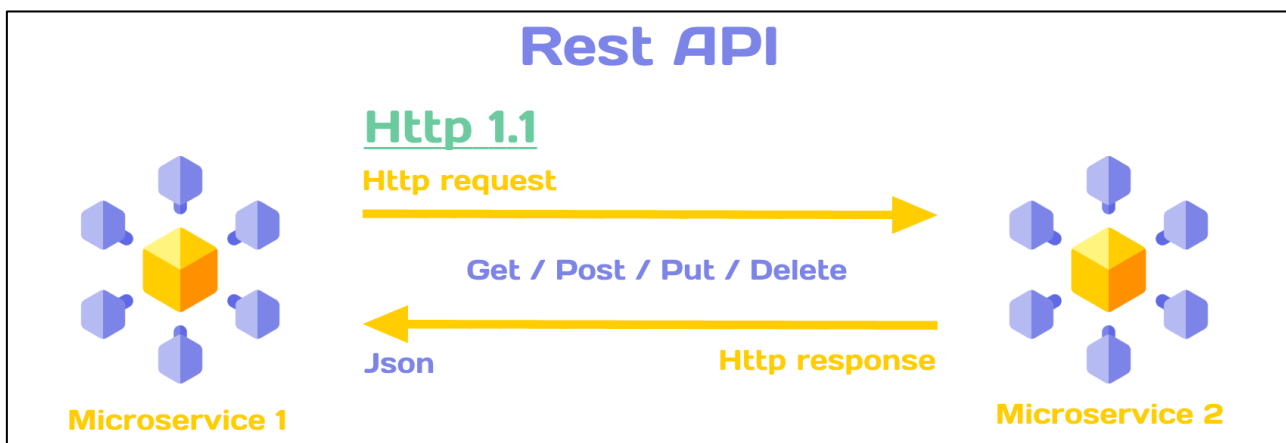 Rest API
Http 1.1
Http request
Get / Post / Put / Delete
Json
Http response
Microservice 1
Microservice 2